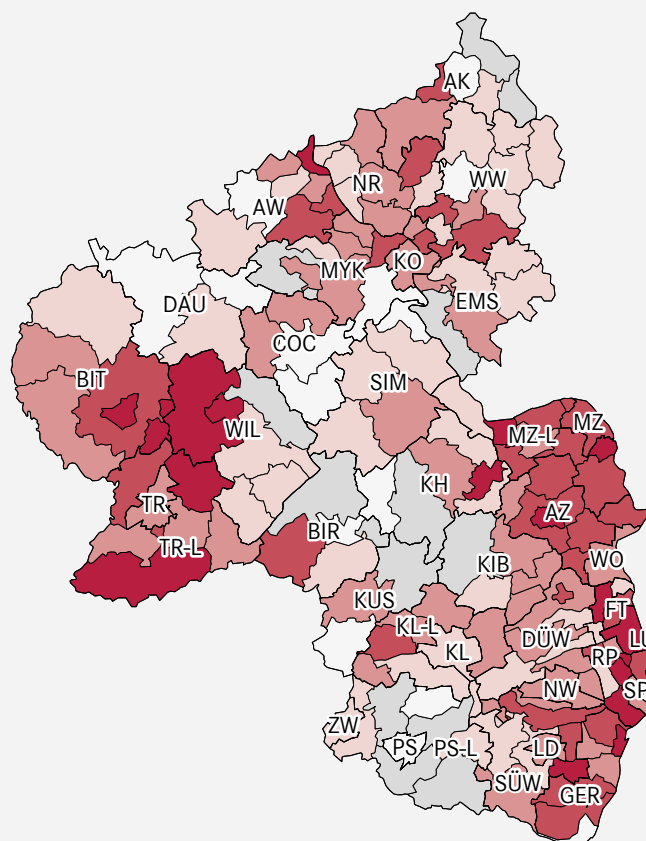 AK
NR
WW
AW
KO
MYK
EMS
DAU
COC
BIT
SIM
WIL
MZ-L
MZ
KH
TR
AZ
BIR
TR-L
KIB
WO
KUS
FT
KL-L
DÜW
LU
KL
RP
NW
SP
ZW
PS
PS-L
LD
SÜW
GER